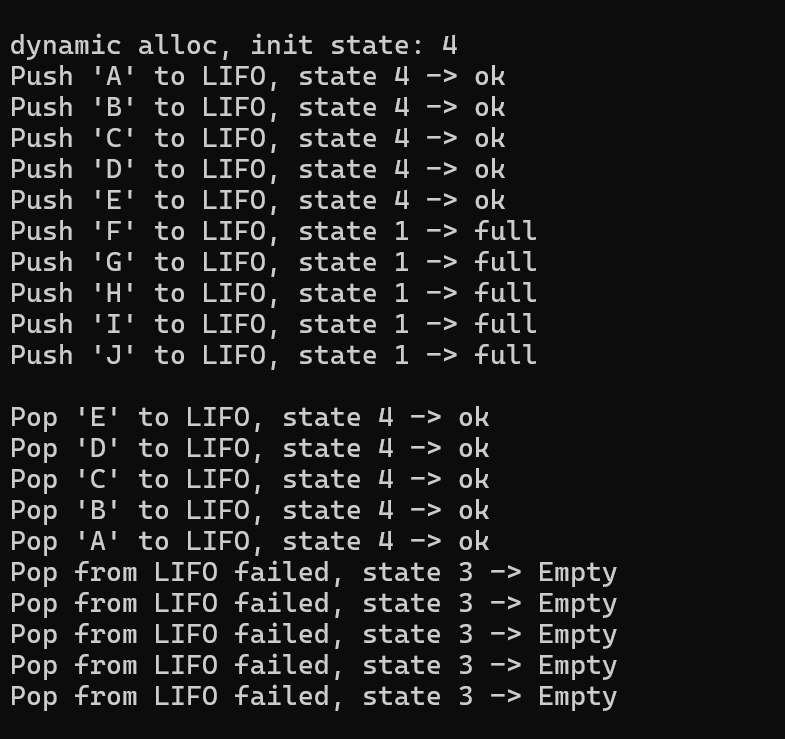 dynamic alloc, init state: 4
Push 'A' to LIFO, state 4 -> ok
Push 'B' to LIFO, state 4 -> ok
Push 'C' to LIFO, state 4 -> ok
Push 'D' to LIFO, state 4 -> ok
Push 'E' to LIFO, state 4 -> ok
Push 'F' to LIFO, state 1 -> full
Push 'G' to LIFO, state 1 -> full
Push 'H' to LIFO, state 1 -> full
Push 'I' to LIFO, state 1 -> full
Push 'J' to LIFO, state 1 -> full

Pop 'E' to LIFO, state 4 -> ok
Pop 'D' to LIFO, state 4 -> ok
Pop 'C' to LIFO, state 4 -> ok
Pop 'B' to LIFO, state 4 -> ok
Pop 'A' to LIFO, state 4 -> ok
Pop from LIFO failed, state 3 -> Empty
Pop from LIFO failed, state 3 -> Empty
Pop from LIFO failed, state 3 -> Empty
Pop from LIFO failed, state 3 -> Empty
Pop from LIFO failed, state 3 -> Empty